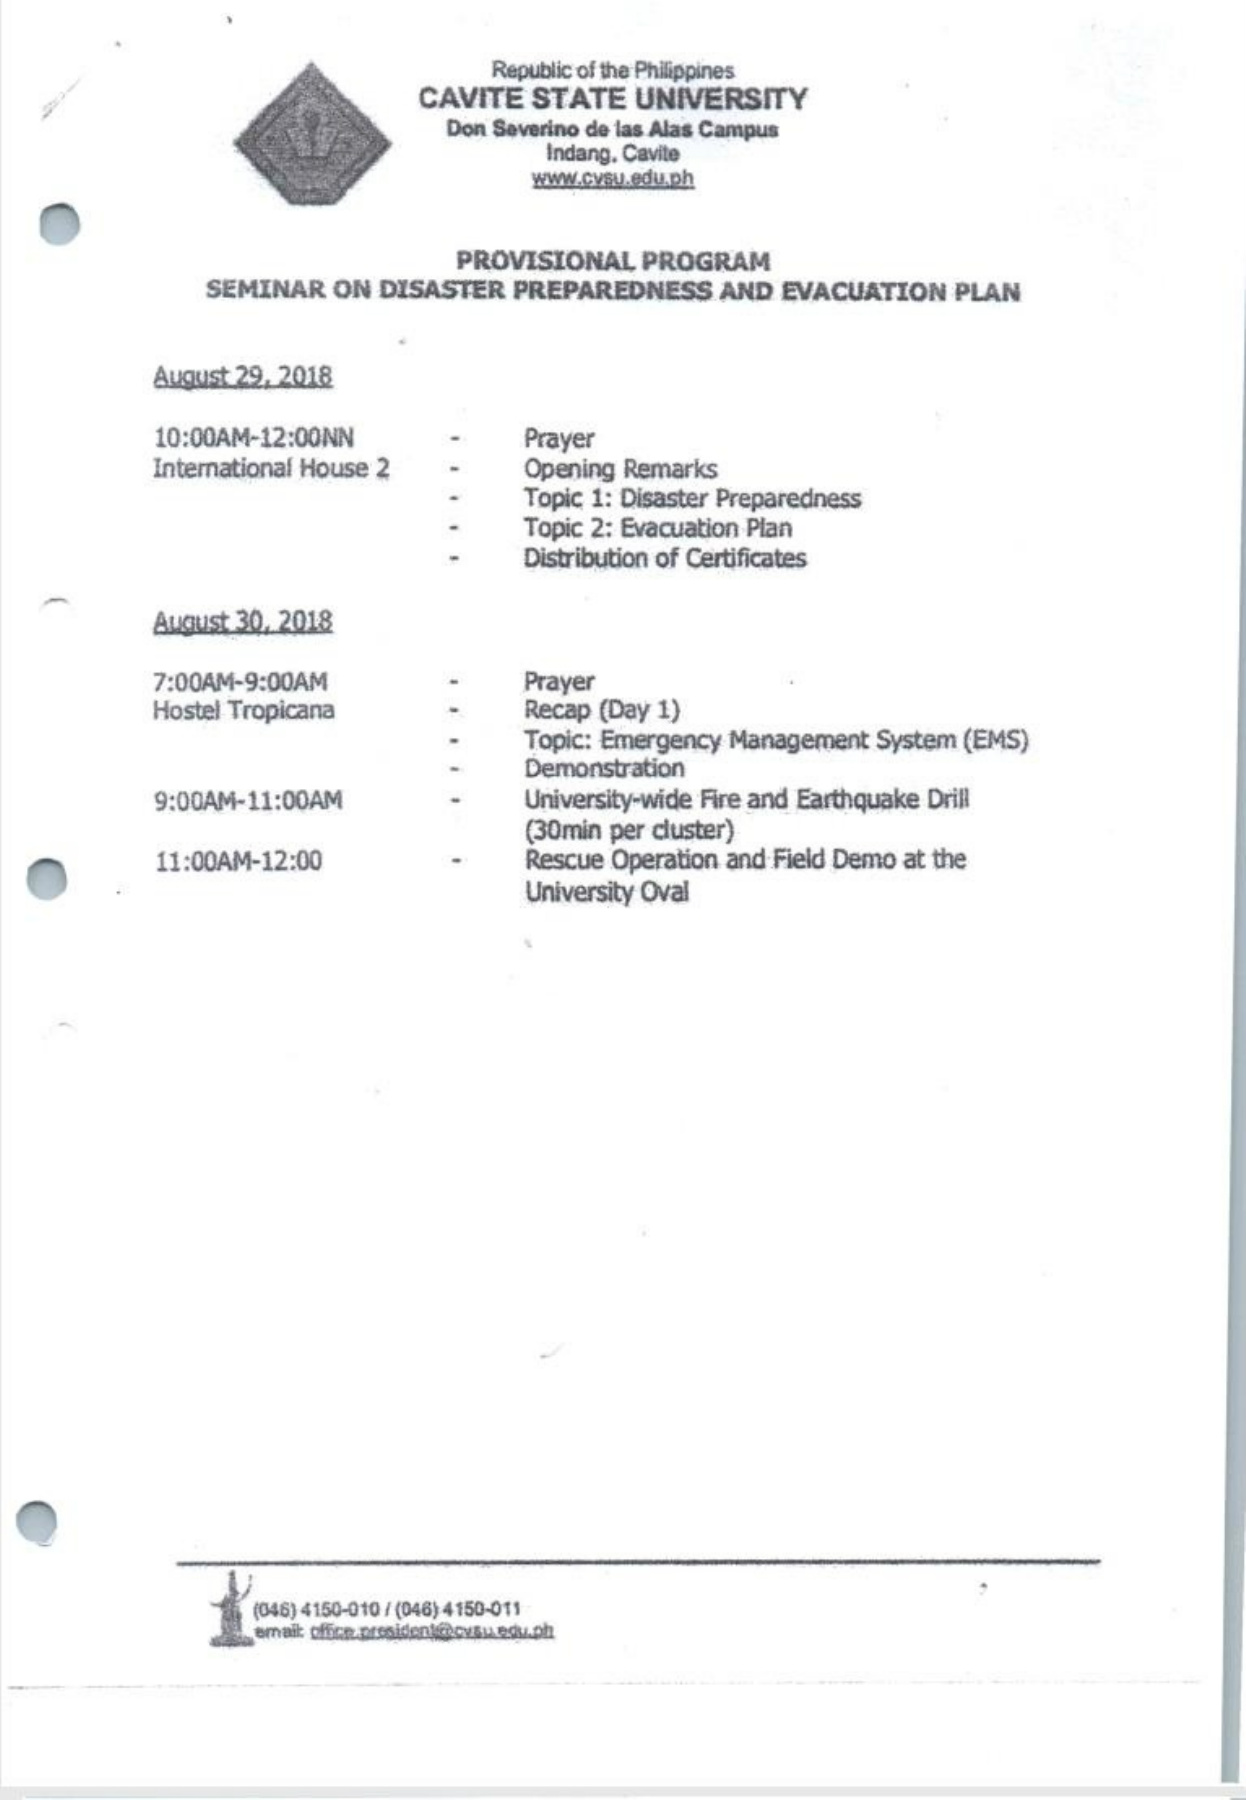 Republic of the Philippines
CAVITE STATE UNIVERSITY
Don Severino de las Alas Campus
Indang, Cavite
www.cvsu.edu.ph
PROVISIONAL PROGRAM
SEMINAR ON DISASTER PREPAREDNESS AND EVACUATION PLAN
August 29, 2018
10:00AM-12:00NN - Prayer
International House 2 - Opening Remarks
- Topic 1: Disaster Preparedness
- Topic 2: Evacuation Plan
- Distribution of Certificates
August 30, 2018
7:00AM-9:00AM - Prayer
Hostel Tropicana - Recap (Day 1)
- Topic: Emergency Management System (EMS)
- Demonstration
9:00AM-11:00AM - University-wide Fire and Earthquake Drill
(30min per cluster)
11:00AM-12:00 - Rescue Operation and Field Demo at the
University Oval
(046) 4150-010 / (046) 4150-011
email: office.president@cvsu.edu.ph